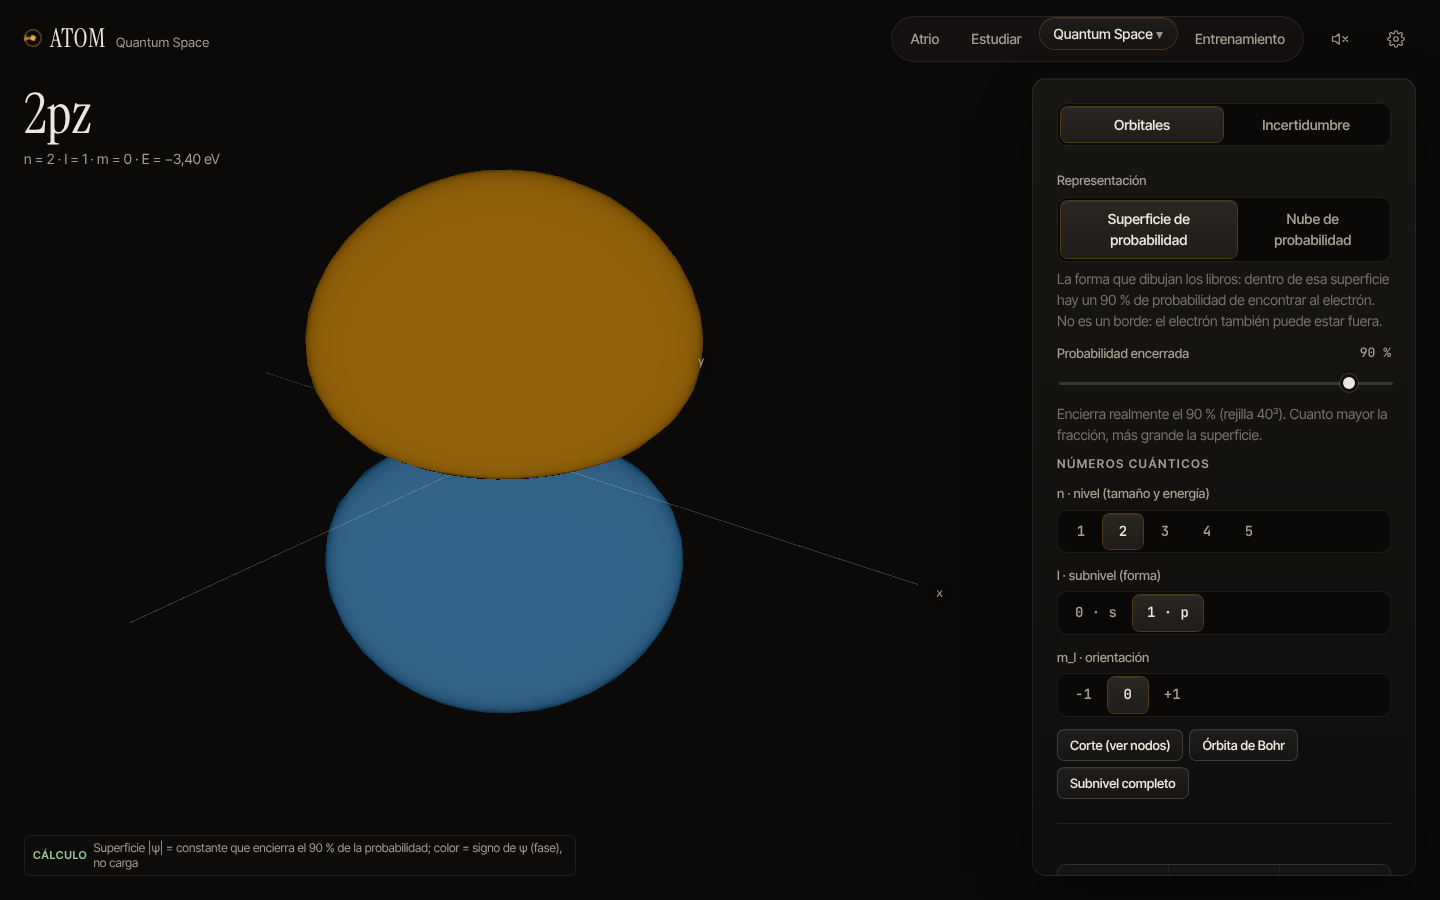 ATOM Quantum Space
Atrio Estudiar Quantum Space ▾ Entrenamiento
2pz
n = 2 · l = 1 · m = 0 · E = −3,40 eV
y
x
Orbitales Incertidumbre
Representación
Superficie de probabilidad Nube de probabilidad
La forma que dibujan los libros: dentro de esa superficie
hay un 90 % de probabilidad de encontrar al electrón.
No es un borde: el electrón también puede estar fuera.
Probabilidad encerrada 90 %
Encierra realmente el 90 % (rejilla 40³). Cuanto mayor la
fracción, más grande la superficie.
NÚMEROS CUÁNTICOS
n · nivel (tamaño y energía)
1 2 3 4 5
l · subnivel (forma)
0 · s 1 · p
m_l · orientación
-1 0 +1
Corte (ver nodos) Órbita de Bohr
Subnivel completo
CÁLCULO Superficie |ψ| = constante que encierra el 90 % de la probabilidad; color = signo de ψ (fase),
no carga